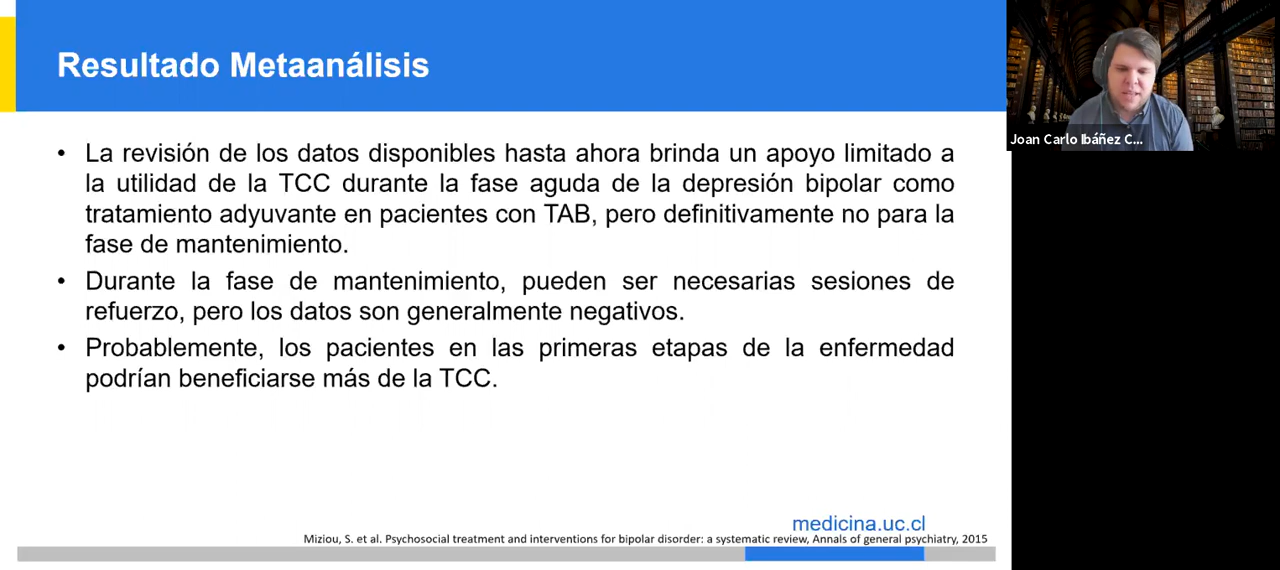 Resultado Metaanálisis
Joan Carlo Ibáñez C...
• La revisión de los datos disponibles hasta ahora brinda un apoyo limitado a
la utilidad de la TCC durante la fase aguda de la depresión bipolar como
tratamiento adyuvante en pacientes con TAB, pero definitivamente no para la
fase de mantenimiento.
• Durante la fase de mantenimiento, pueden ser necesarias sesiones de
refuerzo, pero los datos son generalmente negativos.
• Probablemente, los pacientes en las primeras etapas de la enfermedad
podrían beneficiarse más de la TCC.
medicina.uc.cl
Miziou, S. et al. Psychosocial treatment and interventions for bipolar disorder: a systematic review, Annals of general psychiatry, 2015